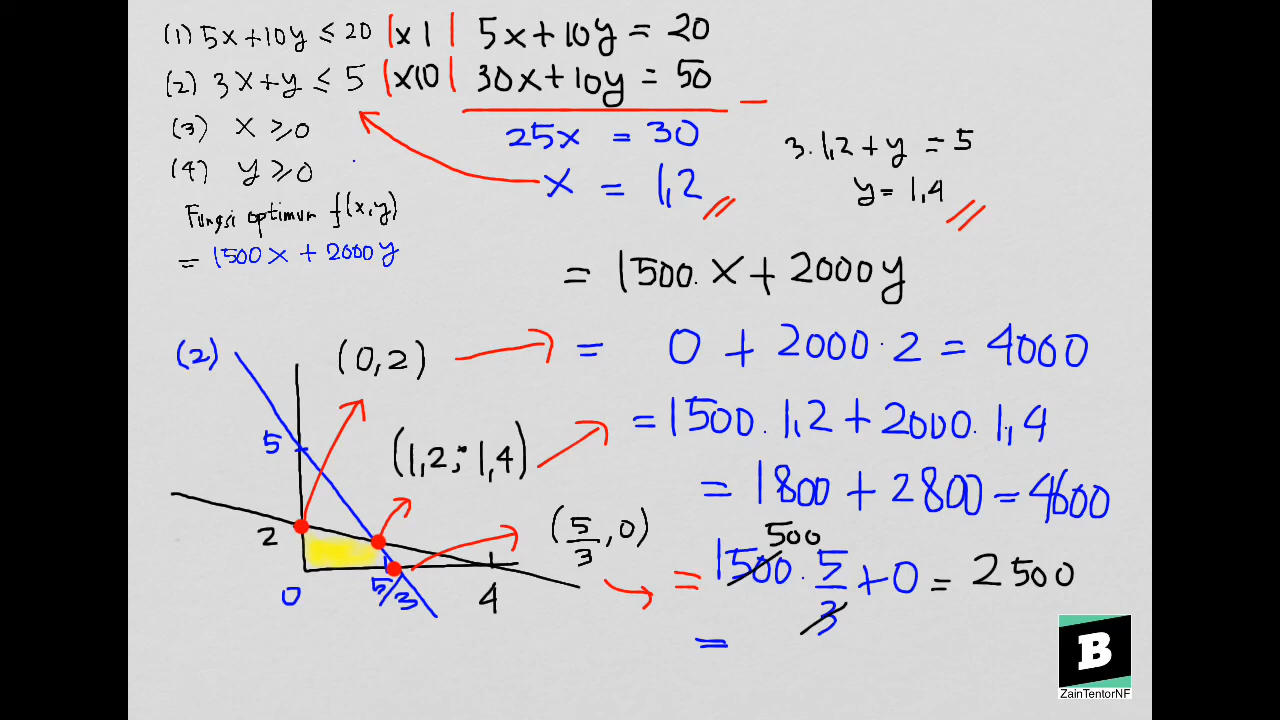 (1) 5x+10y ≤ 20 |x 1| 5x+10y = 20
(2) 3x+y ≤ 5 |x10| 30x+10y = 50 –
(3) x ≥ 0
25x = 30
(4) y ≥ 0
x = 1,2 //
3.1,2 + y = 5
y = 1,4 //
Fungsi optimum f(x,y)
= 1500x + 2000y
= 1500.x + 2000y
(2)
(0,2)
= 0 + 2000.2 = 4000
5
(1,2 ; 1,4)
= 1500.1,2 + 2000.1,4
= 1800 + 2800 = 4600
2
(5/3, 0)
500
= 1500.5/3 + 0 = 2500
0
5/3
4
=
B
ZainTentorNF